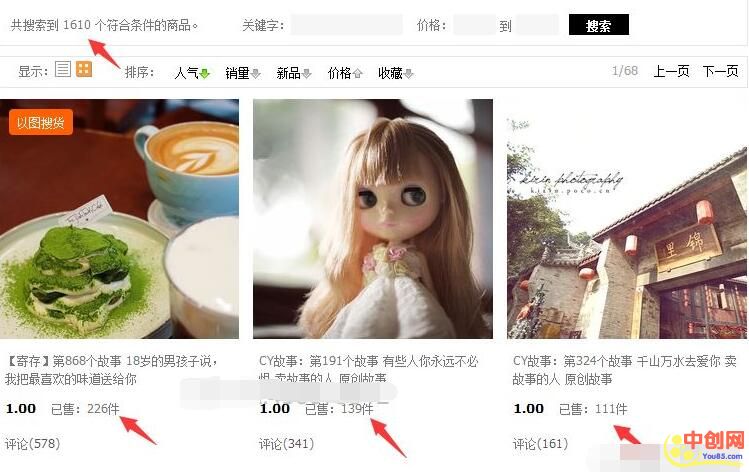 共搜索到 1610 个符合条件的商品。 关键字： 价格： 到 搜索
显示： 排序： 人气 销量 新品 价格 收藏 1/68 上一页 下一页
以图搜货
kirin photography
kirin.poco.cn
锦里
【寄存】第868个故事 18岁的男孩子说，
我把最喜欢的味道送给你
1.00 已售：226件
评论(578)
CY故事：第191个故事 有些人你永远不必
惧 卖故事的人 原创故事
1.00 已售：139件
评论(341)
CY故事：第324个故事 千山万水去爱你 卖
故事的人 原创故事
1.00 已售：111件
评论(161)
中创网
You85.com